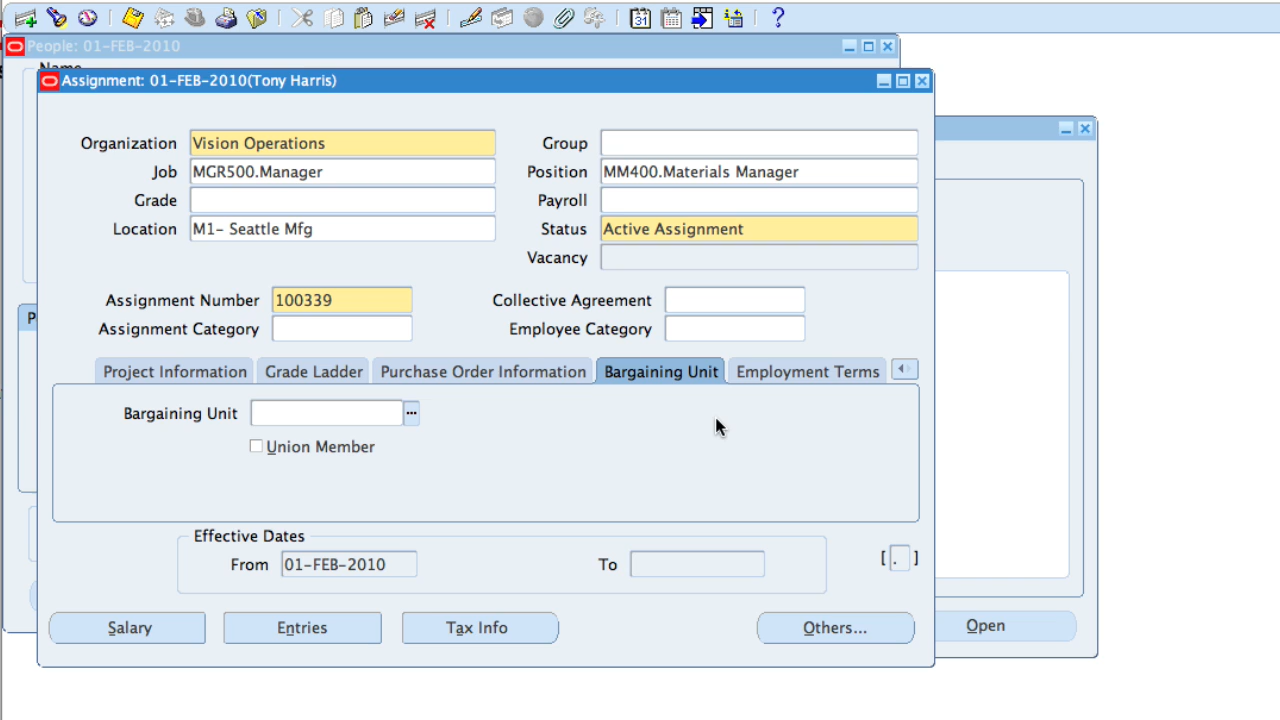 31
?
People: 01-FEB-2010
Name
Assignment: 01-FEB-2010(Tony Harris)
Organization Vision Operations Group
Job MGR500.Manager Position MM400.Materials Manager
Grade Payroll
Location M1- Seattle Mfg Status Active Assignment
Vacancy
Assignment Number 100339 Collective Agreement
Assignment Category Employee Category
P
Project Information Grade Ladder Purchase Order Information Bargaining Unit Employment Terms
Bargaining Unit ...
Union Member
Effective Dates
From 01-FEB-2010 To [ . ]
Salary Entries Tax Info Others... Open